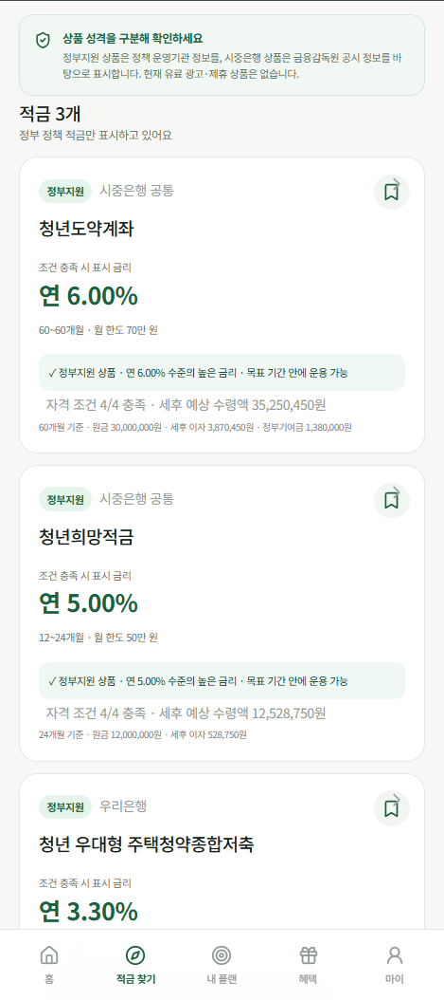 상품 성격을 구분해 확인하세요
정부지원 상품은 정책 운영기관 정보를, 시중은행 상품은 금융감독원 공시 정보를 바
탕으로 표시합니다. 현재 유료 광고·제휴 상품은 없습니다.
적금 3개
정부 정책 적금만 표시하고 있어요
정부지원 시중은행 공통
청년도약계좌
조건 충족 시 표시 금리
연 6.00%
60~60개월 · 월 한도 70만 원
✓ 정부지원 상품 · 연 6.00% 수준의 높은 금리 · 목표 기간 안에 운용 가능
자격 조건 4/4 충족 · 세후 예상 수령액 35,250,450원
60개월 기준 · 원금 30,000,000원 · 세후 이자 3,870,450원 · 정부기여금 1,380,000원
정부지원 시중은행 공통
청년희망적금
조건 충족 시 표시 금리
연 5.00%
12~24개월 · 월 한도 50만 원
✓ 정부지원 상품 · 연 5.00% 수준의 높은 금리 · 목표 기간 안에 운용 가능
자격 조건 4/4 충족 · 세후 예상 수령액 12,528,750원
24개월 기준 · 원금 12,000,000원 · 세후 이자 528,750원
정부지원 우리은행
청년 우대형 주택청약종합저축
조건 충족 시 표시 금리
연 3.30%
홈 적금 찾기 내 플랜 혜택 마이